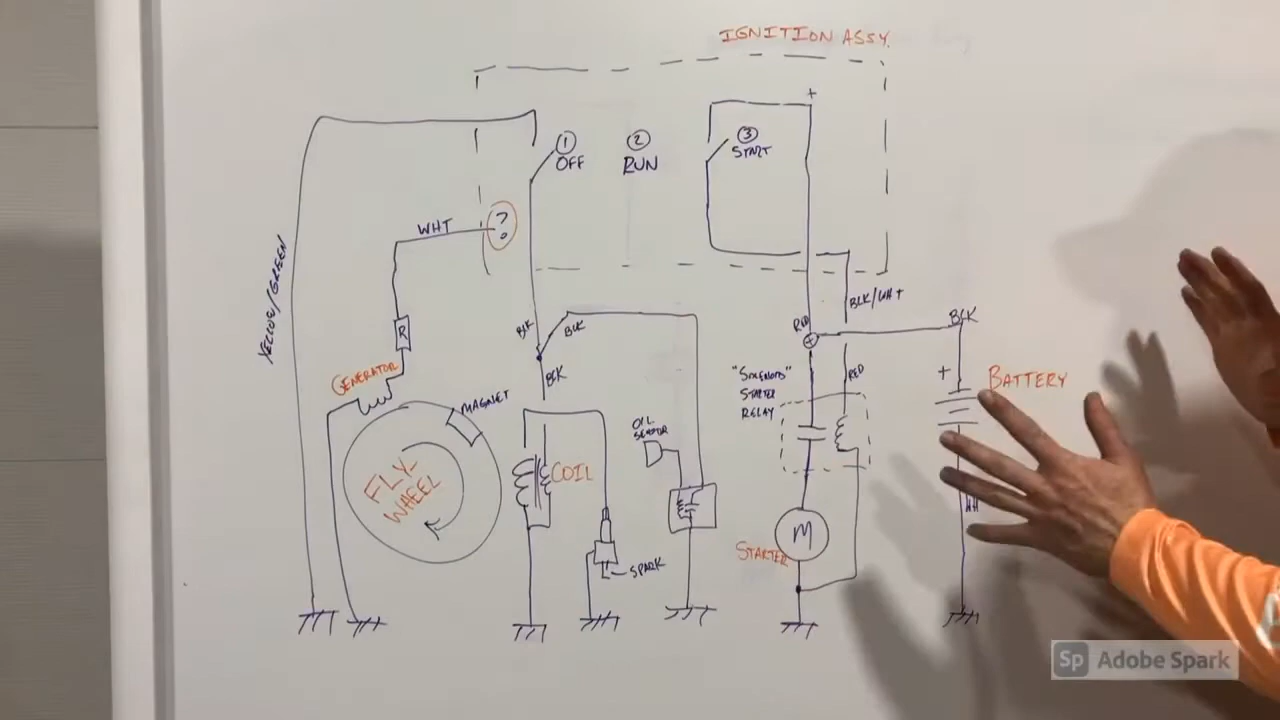 IGNITION ASSY.
+
1
OFF
2
RUN
3
START
WHT
?
YELLOW/GREEN
BLK
BLK
BLK
BLK/WHT
RED
+
BLK
R
GENERATOR
MAGNET
"SOLENOID"
STARTER
RELAY
RED
+
BATTERY
FLY-
WHEEL
COIL
OIL
M
STARTER
SPARK
Sp Adobe Spark